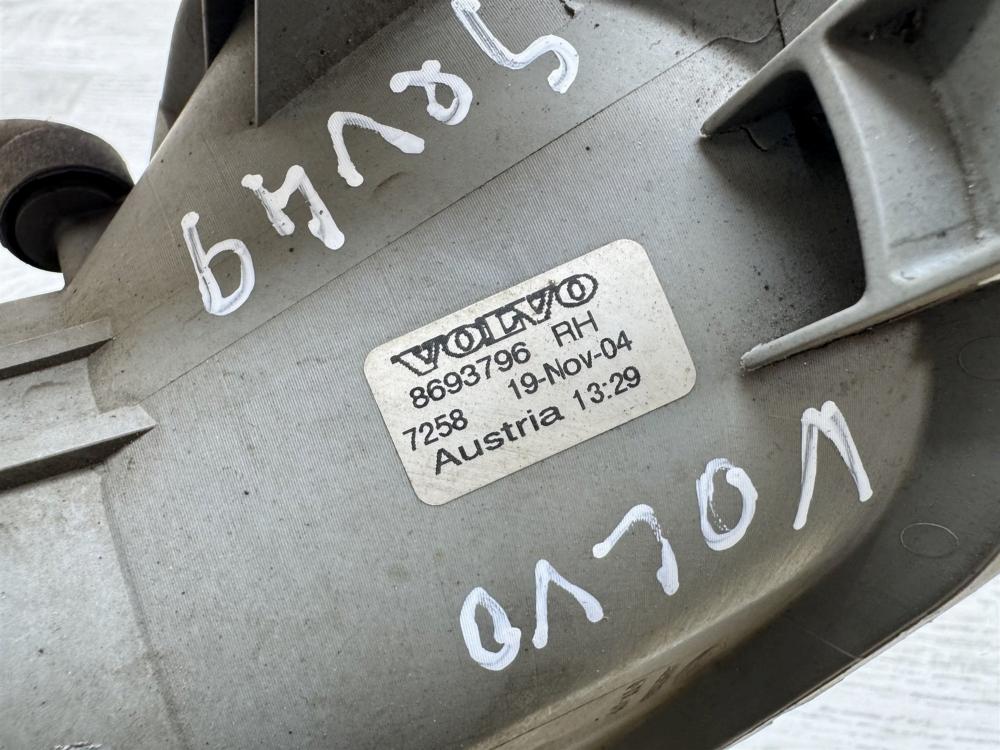 VOLVO
8693796 RH
7258 19-Nov-04
Austria 13:29
VOLVO